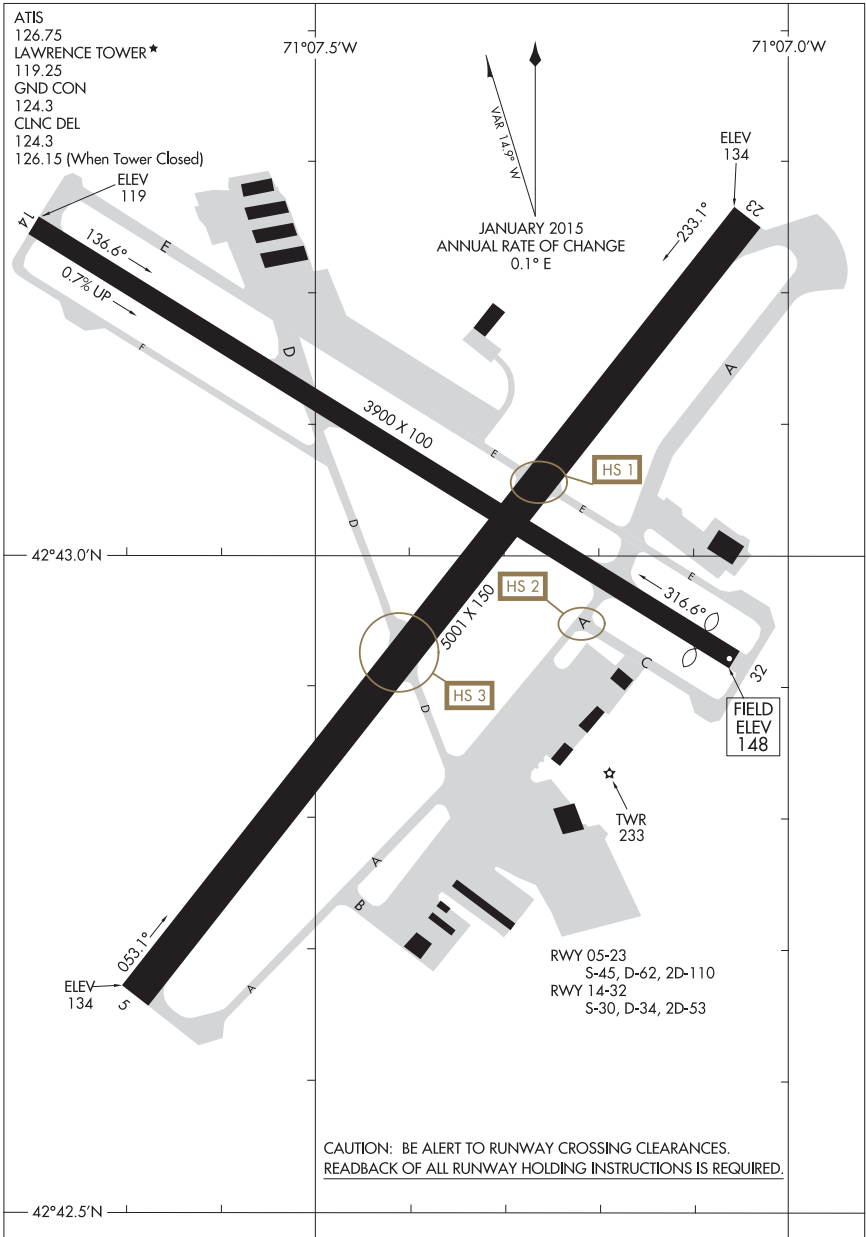 ATIS
126.75
LAWRENCE TOWER★
119.25
GND CON
124.3
CLNC DEL
124.3
126.15 (When Tower Closed)
71°07.5'W
71°07.0'W
VAR 14.9° W
JANUARY 2015
ANNUAL RATE OF CHANGE
0.1° E
ELEV
134
23
233.1°
ELEV
119
14
136.6°
0.7% UP
E
F
D
A
3900 X 100
E
HS 1
E
D
42°43.0'N
E
HS 2
316.6°
A
5001 X 150
C
32
HS 3
D
FIELD
ELEV
148
TWR
233
A
B
053.1°
A
ELEV
134
5
RWY 05-23
S-45, D-62, 2D-110
RWY 14-32
S-30, D-34, 2D-53
CAUTION: BE ALERT TO RUNWAY CROSSING CLEARANCES.
READBACK OF ALL RUNWAY HOLDING INSTRUCTIONS IS REQUIRED.
42°42.5'N